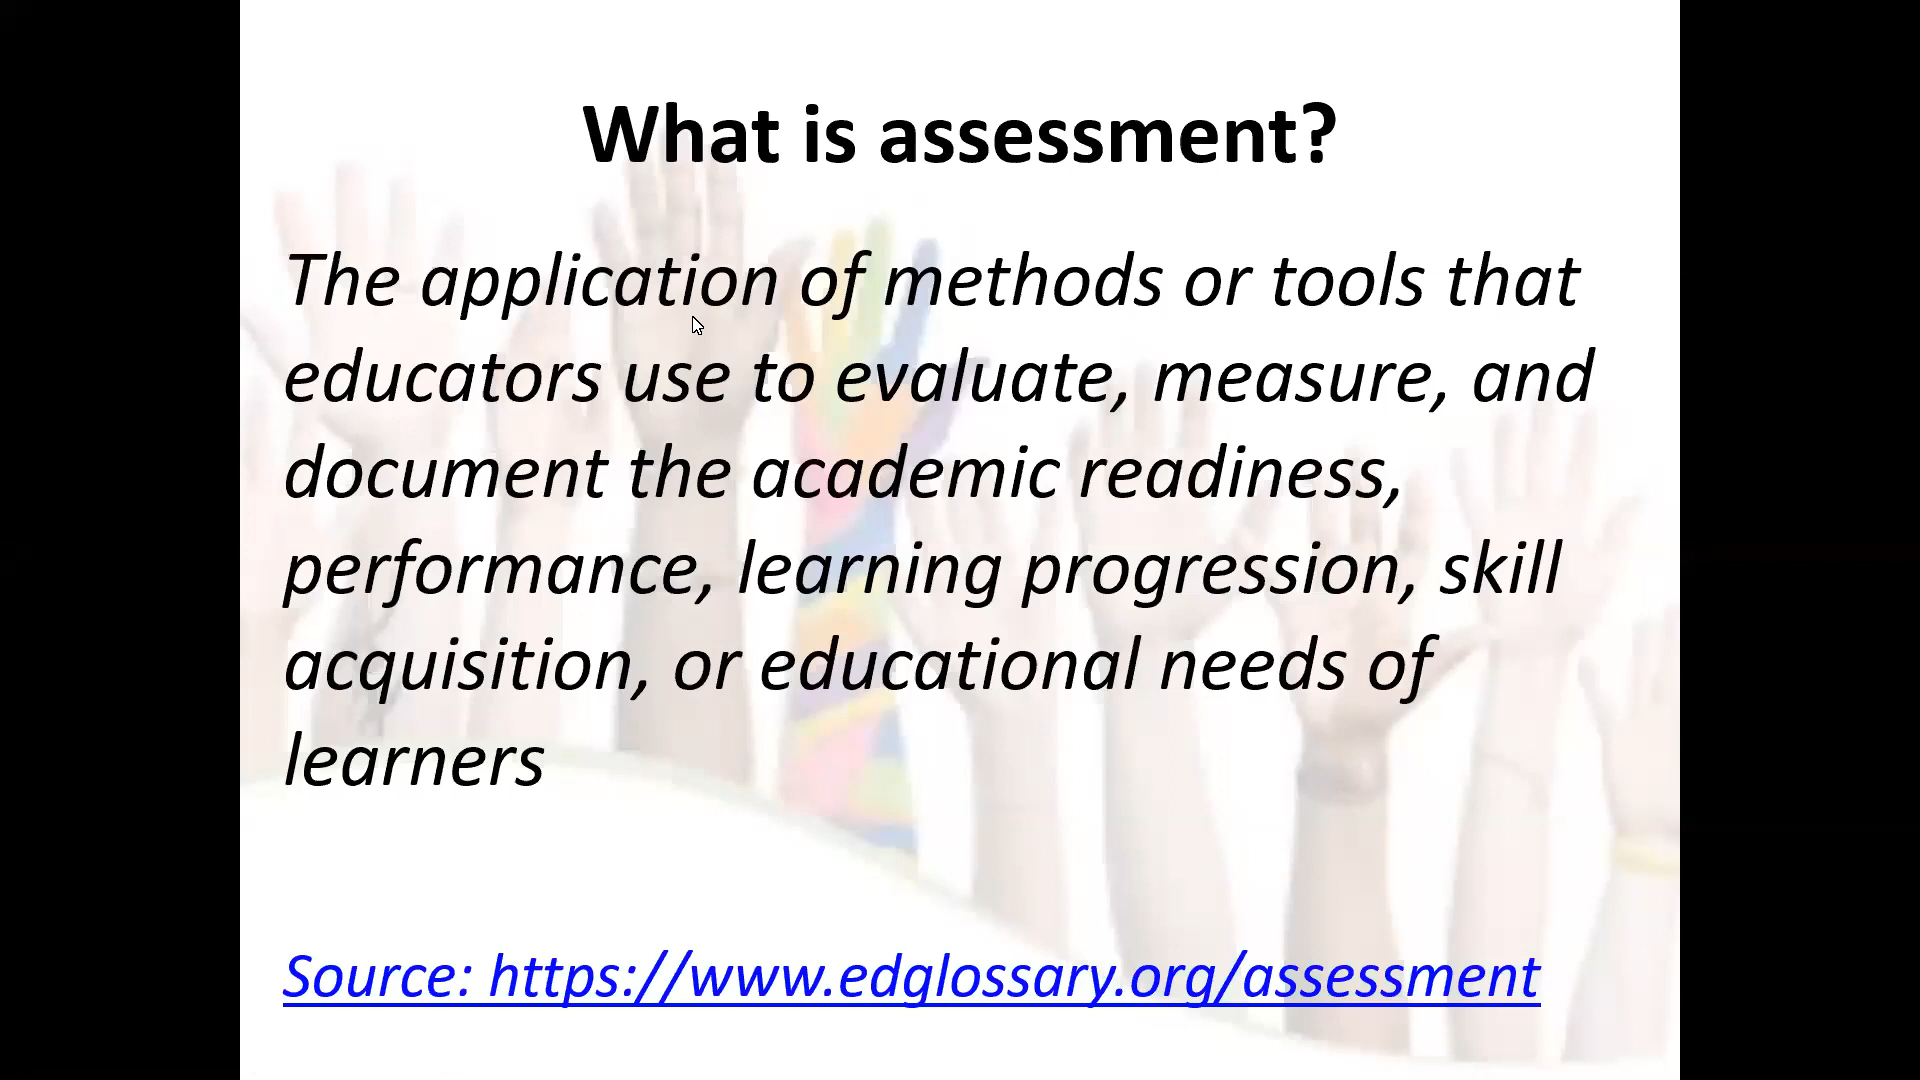 What is assessment?
The application of methods or tools that
educators use to evaluate, measure, and
document the academic readiness,
performance, learning progression, skill
acquisition, or educational needs of
learners
Source: https://www.edglossary.org/assessment